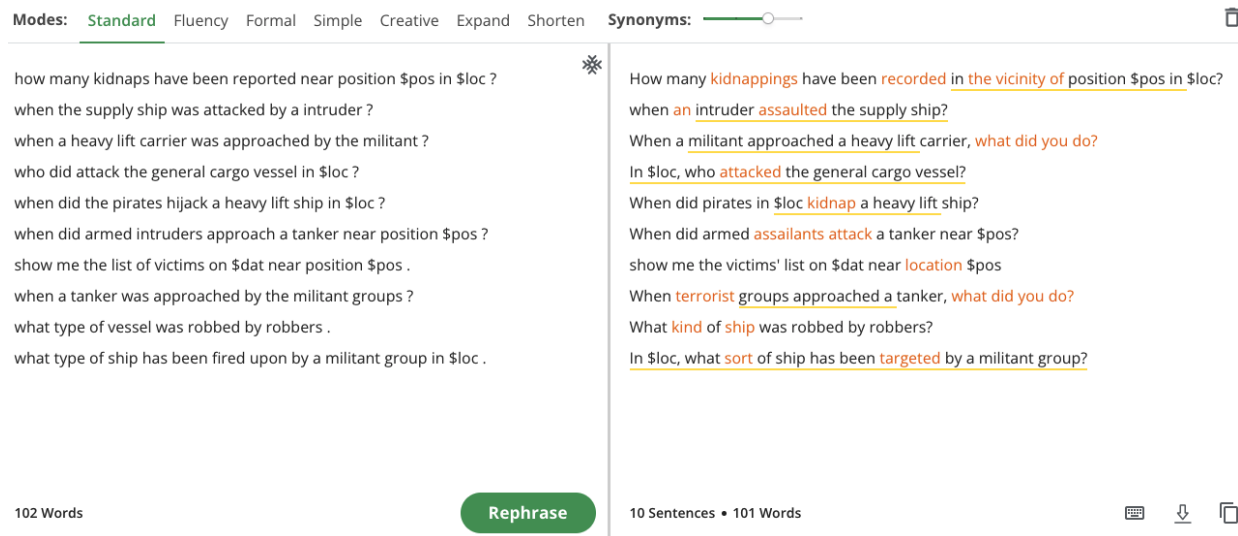 Modes: Standard Fluency Formal Simple Creative Expand Shorten Synonyms:
how many kidnaps have been reported near position $pos in $loc ?
when the supply ship was attacked by a intruder ?
when a heavy lift carrier was approached by the militant ?
who did attack the general cargo vessel in $loc ?
when did the pirates hijack a heavy lift ship in $loc ?
when did armed intruders approach a tanker near position $pos ?
show me the list of victims on $dat near position $pos .
when a tanker was approached by the militant groups ?
what type of vessel was robbed by robbers .
what type of ship has been fired upon by a militant group in $loc .
102 Words
Rephrase
How many kidnappings have been recorded in the vicinity of position $pos in $loc?
when an intruder assaulted the supply ship?
When a militant approached a heavy lift carrier, what did you do?
In $loc, who attacked the general cargo vessel?
When did pirates in $loc kidnap a heavy lift ship?
When did armed assailants attack a tanker near $pos?
show me the victims' list on $dat near location $pos
When terrorist groups approached a tanker, what did you do?
What kind of ship was robbed by robbers?
In $loc, what sort of ship has been targeted by a militant group?
10 Sentences • 101 Words